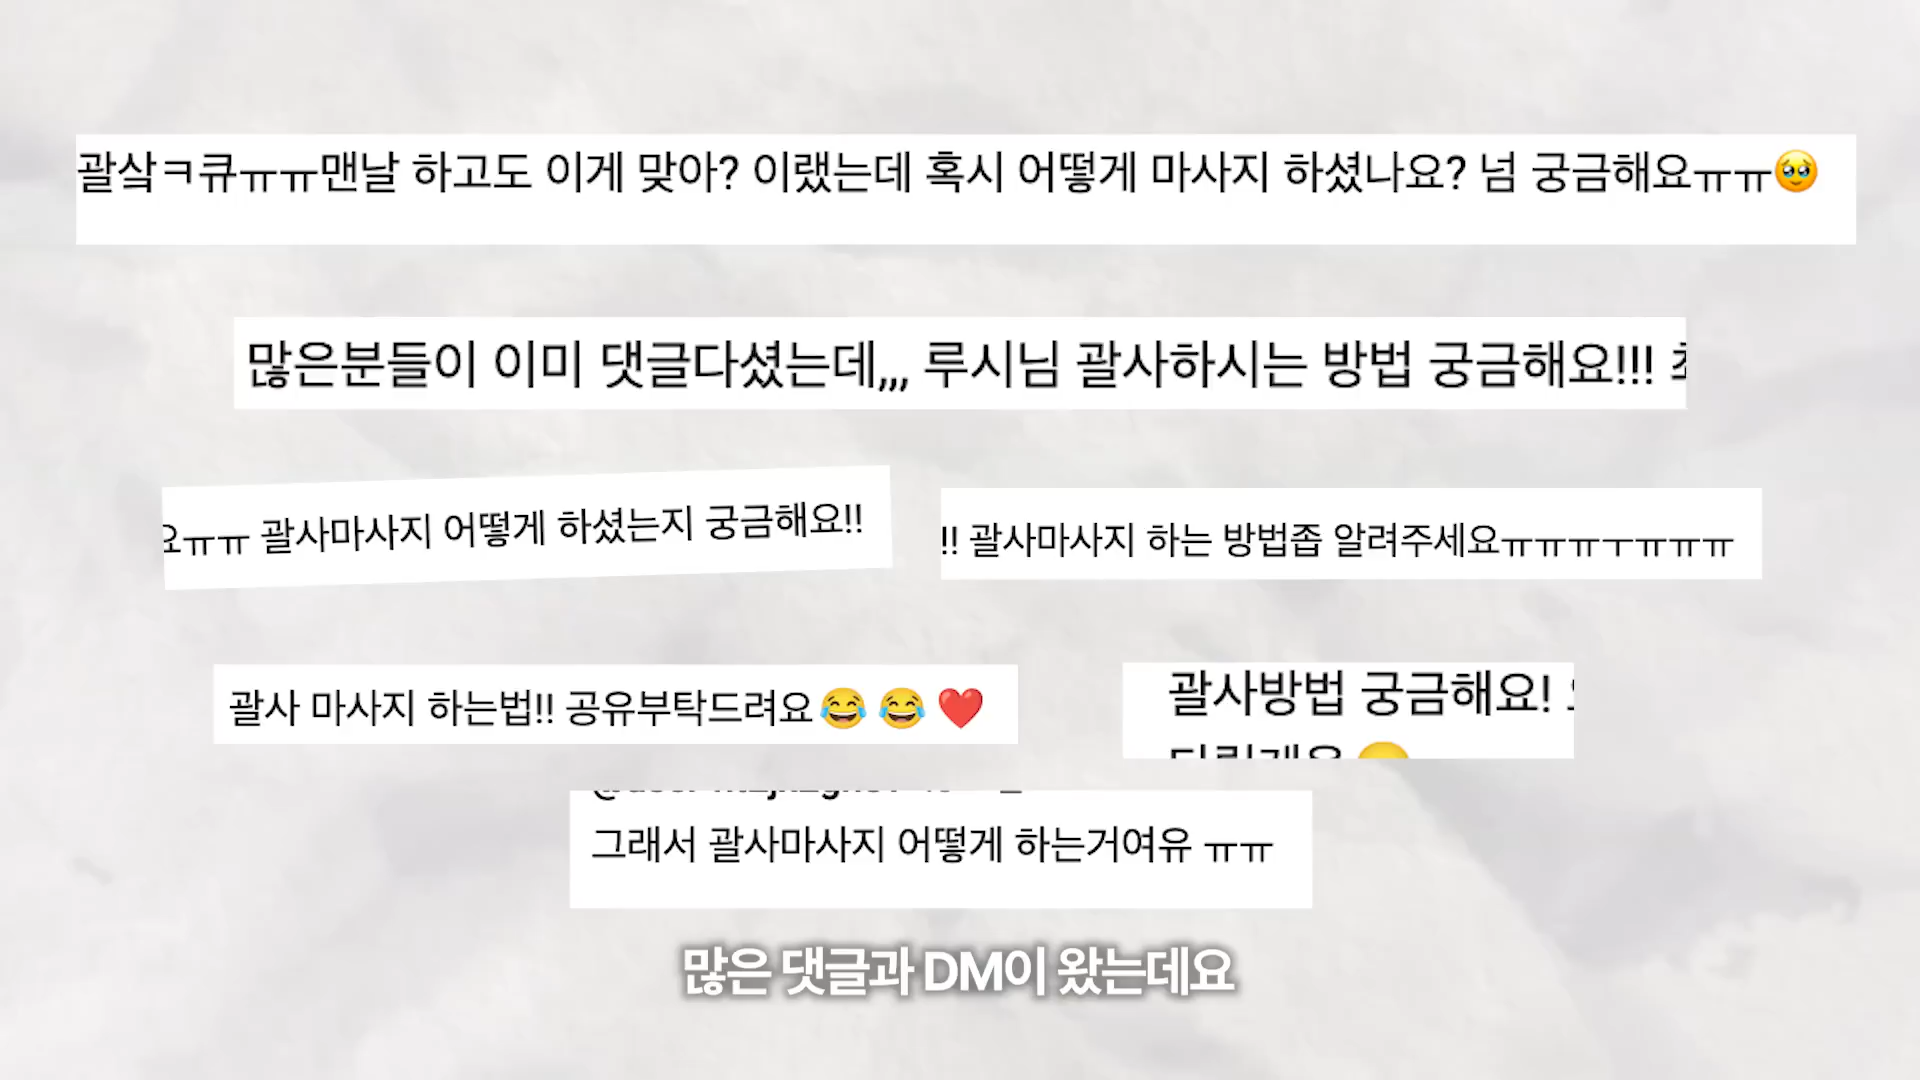 괄샄ㅋ큐ㅠㅠ맨날 하고도 이게 맞아? 이랬는데 혹시 어떻게 마사지 하셨나요? 넘 궁금해요ㅠㅠ🥹
많은분들이 이미 댓글다셨는데,,, 루시님 괄사하시는 방법 궁금해요!!!
요ㅠㅠ 괄사마사지 어떻게 하셨는지 궁금해요!!
!! 괄사마사지 하는 방법좁 알려주세요ㅠㅠㅠㅜㅠㅠㅠ
괄사 마사지 하는법!! 공유부탁드려요😂😂❤️
괄사방법 궁금해요!
그래서 괄사마사지 어떻게 하는거여유 ㅠㅠ
많은 댓글과 DM이 왔는데요